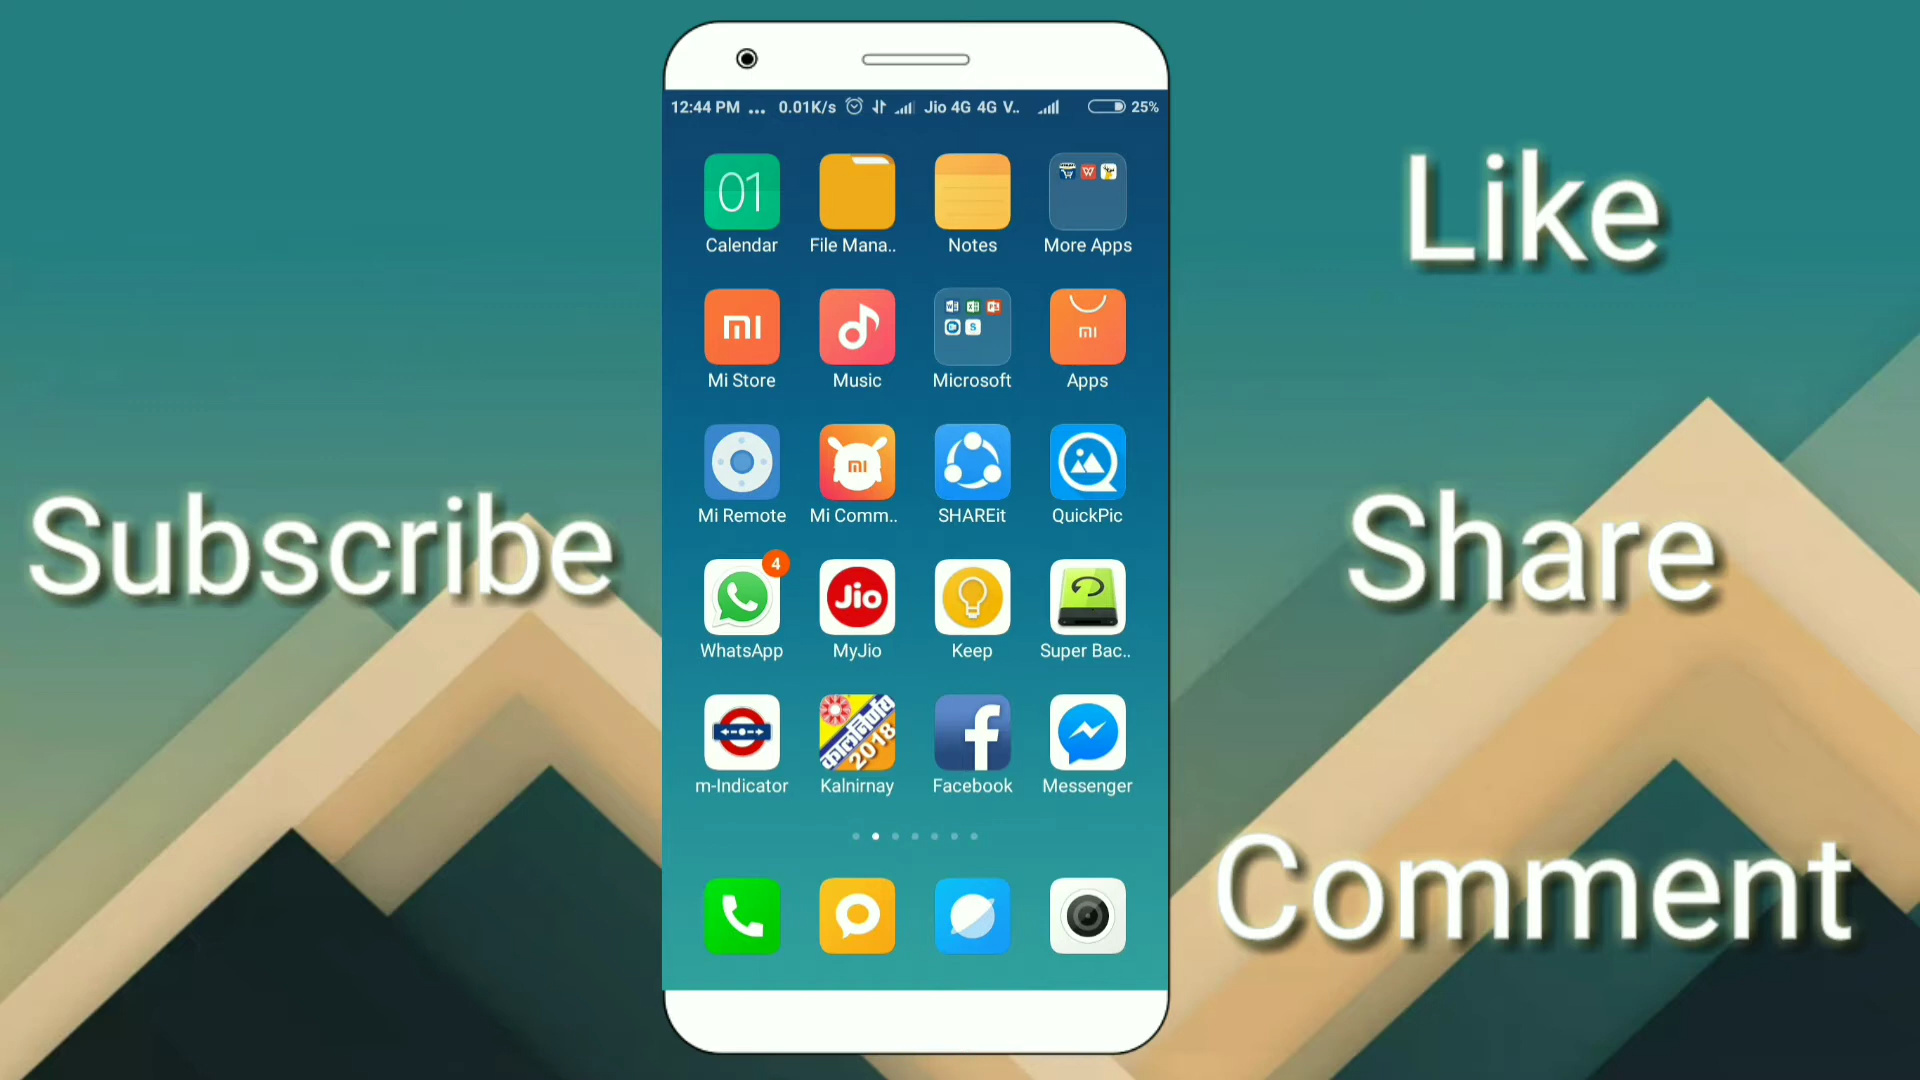 12:44 PM ... 0.01K/s Jio 4G 4G V.. 25%
01
Calendar File Mana.. Notes More Apps
Mi Store Music Microsoft Apps
Mi Remote Mi Comm.. SHAREit QuickPic
4
Jio
WhatsApp MyJio Keep Super Bac..
कालनिर्णय
2018
m-Indicator Kalnirnay Facebook Messenger
Subscribe
Like
Share
Comment